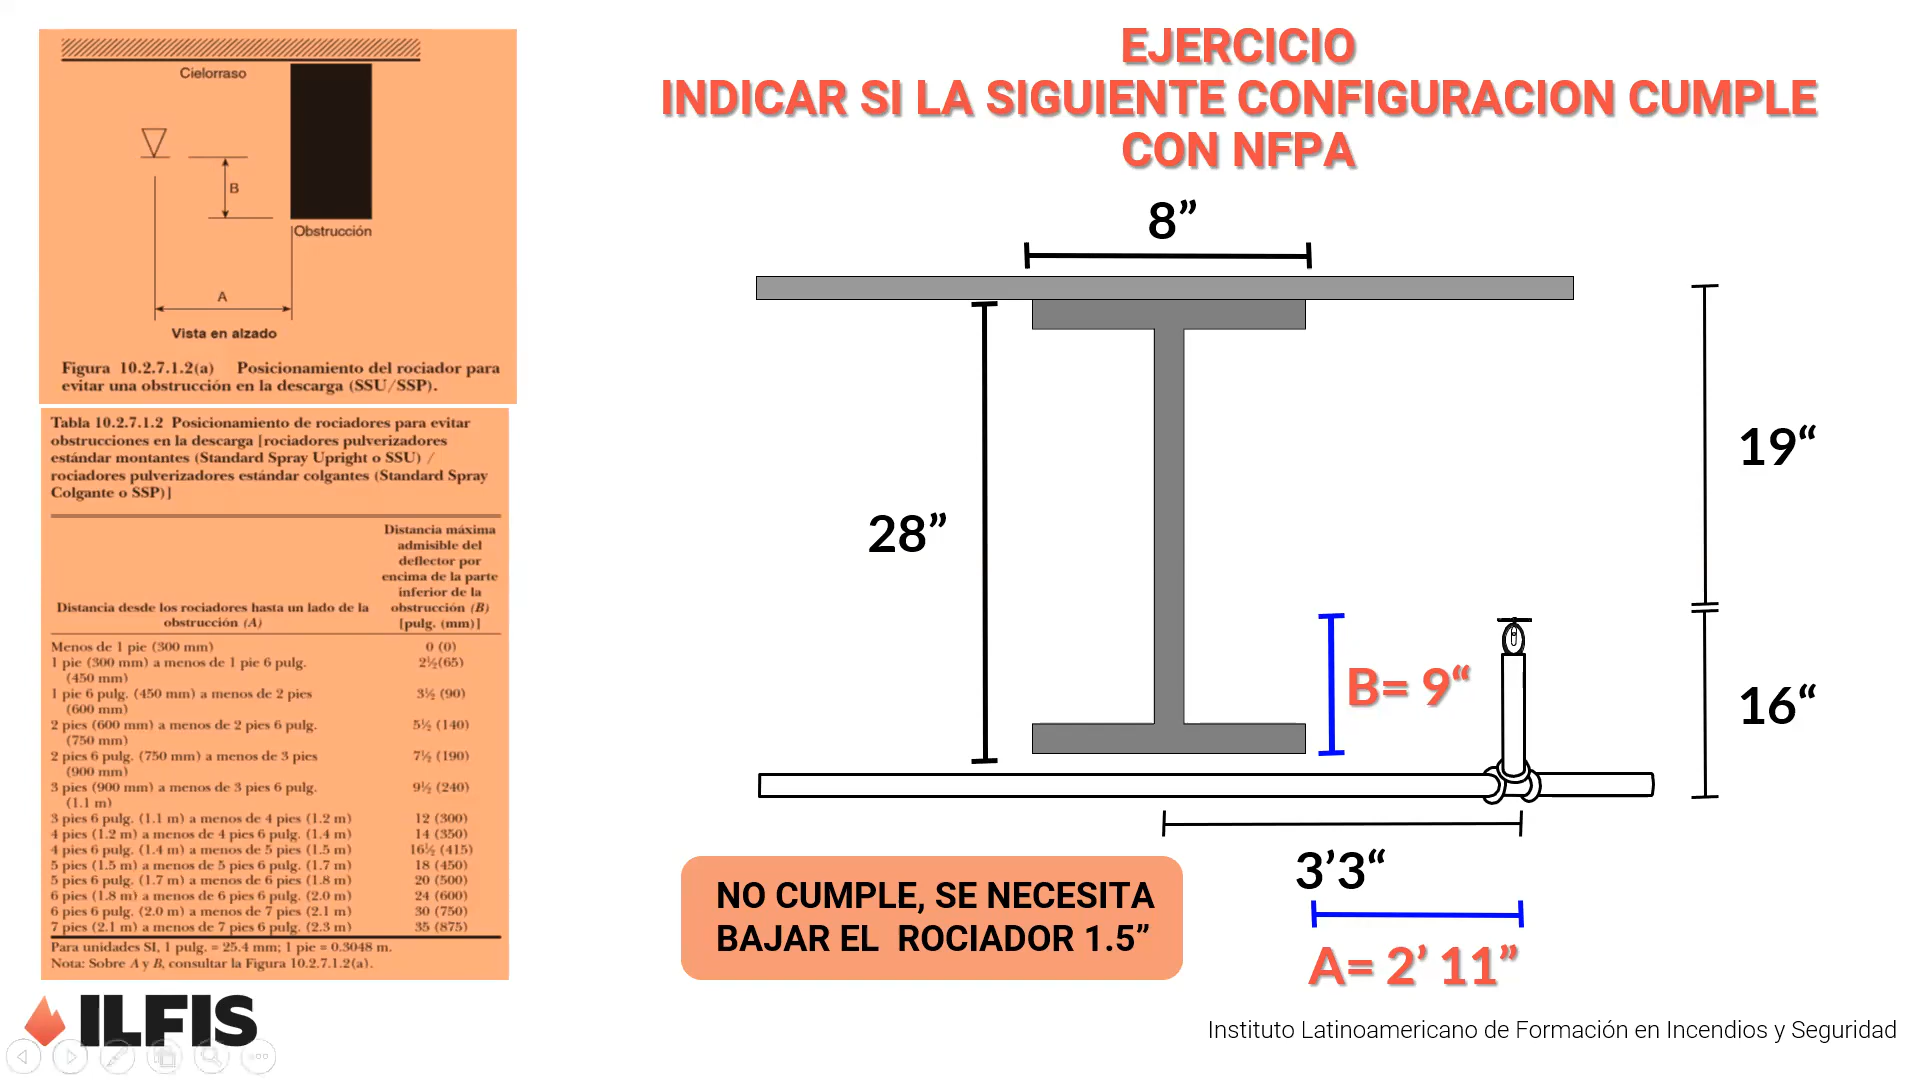 Cielorraso
B
Obstrucción
A
Vista en alzado
Figura 10.2.7.1.2(a) Posicionamiento del rociador para
evitar una obstrucción en la descarga (SSU/SSP).
Tabla 10.2.7.1.2 Posicionamiento de rociadores para evitar
obstrucciones en la descarga [rociadores pulverizadores
estándar montantes (Standard Spray Upright o SSU) /
rociadores pulverizadores estándar colgantes (Standard Spray
Colgante o SSP)]
Distancia máxima
admisible del
deflector por
encima de la parte
inferior de la
Distancia desde los rociadores hasta un lado de la obstrucción (B)
obstrucción (A) [pulg. (mm)]
Menos de 1 pie (300 mm) 0 (0)
1 pie (300 mm) a menos de 1 pie 6 pulg. 2½(65)
(450 mm)
1 pie 6 pulg. (450 mm) a menos de 2 pies 3½ (90)
(600 mm)
2 pies (600 mm) a menos de 2 pies 6 pulg. 5½ (140)
(750 mm)
2 pies 6 pulg. (750 mm) a menos de 3 pies 7½ (190)
(900 mm)
3 pies (900 mm) a menos de 3 pies 6 pulg. 9½ (240)
(1.1 m)
3 pies 6 pulg. (1.1 m) a menos de 4 pies (1.2 m) 12 (300)
4 pies (1.2 m) a menos de 4 pies 6 pulg. (1.4 m) 14 (350)
4 pies 6 pulg. (1.4 m) a menos de 5 pies (1.5 m) 16½ (415)
5 pies (1.5 m) a menos de 5 pies 6 pulg. (1.7 m) 18 (450)
5 pies 6 pulg. (1.7 m) a menos de 6 pies (1.8 m) 20 (500)
6 pies (1.8 m) a menos de 6 pies 6 pulg. (2.0 m) 24 (600)
6 pies 6 pulg. (2.0 m) a menos de 7 pies (2.1 m) 30 (750)
7 pies (2.1 m) a menos de 7 pies 6 pulg. (2.3 m) 35 (875)
Para unidades SI, 1 pulg. = 25.4 mm; 1 pie = 0.3048 m.
Nota: Sobre A y B, consultar la Figura 10.2.7.1.2(a).
ILFIS
EJERCICIO
INDICAR SI LA SIGUIENTE CONFIGURACION CUMPLE
CON NFPA
8”
19“
28”
B= 9“
16“
3’3“
A= 2’ 11”
NO CUMPLE, SE NECESITA
BAJAR EL ROCIADOR 1.5”
Instituto Latinoamericano de Formación en Incendios y Seguridad